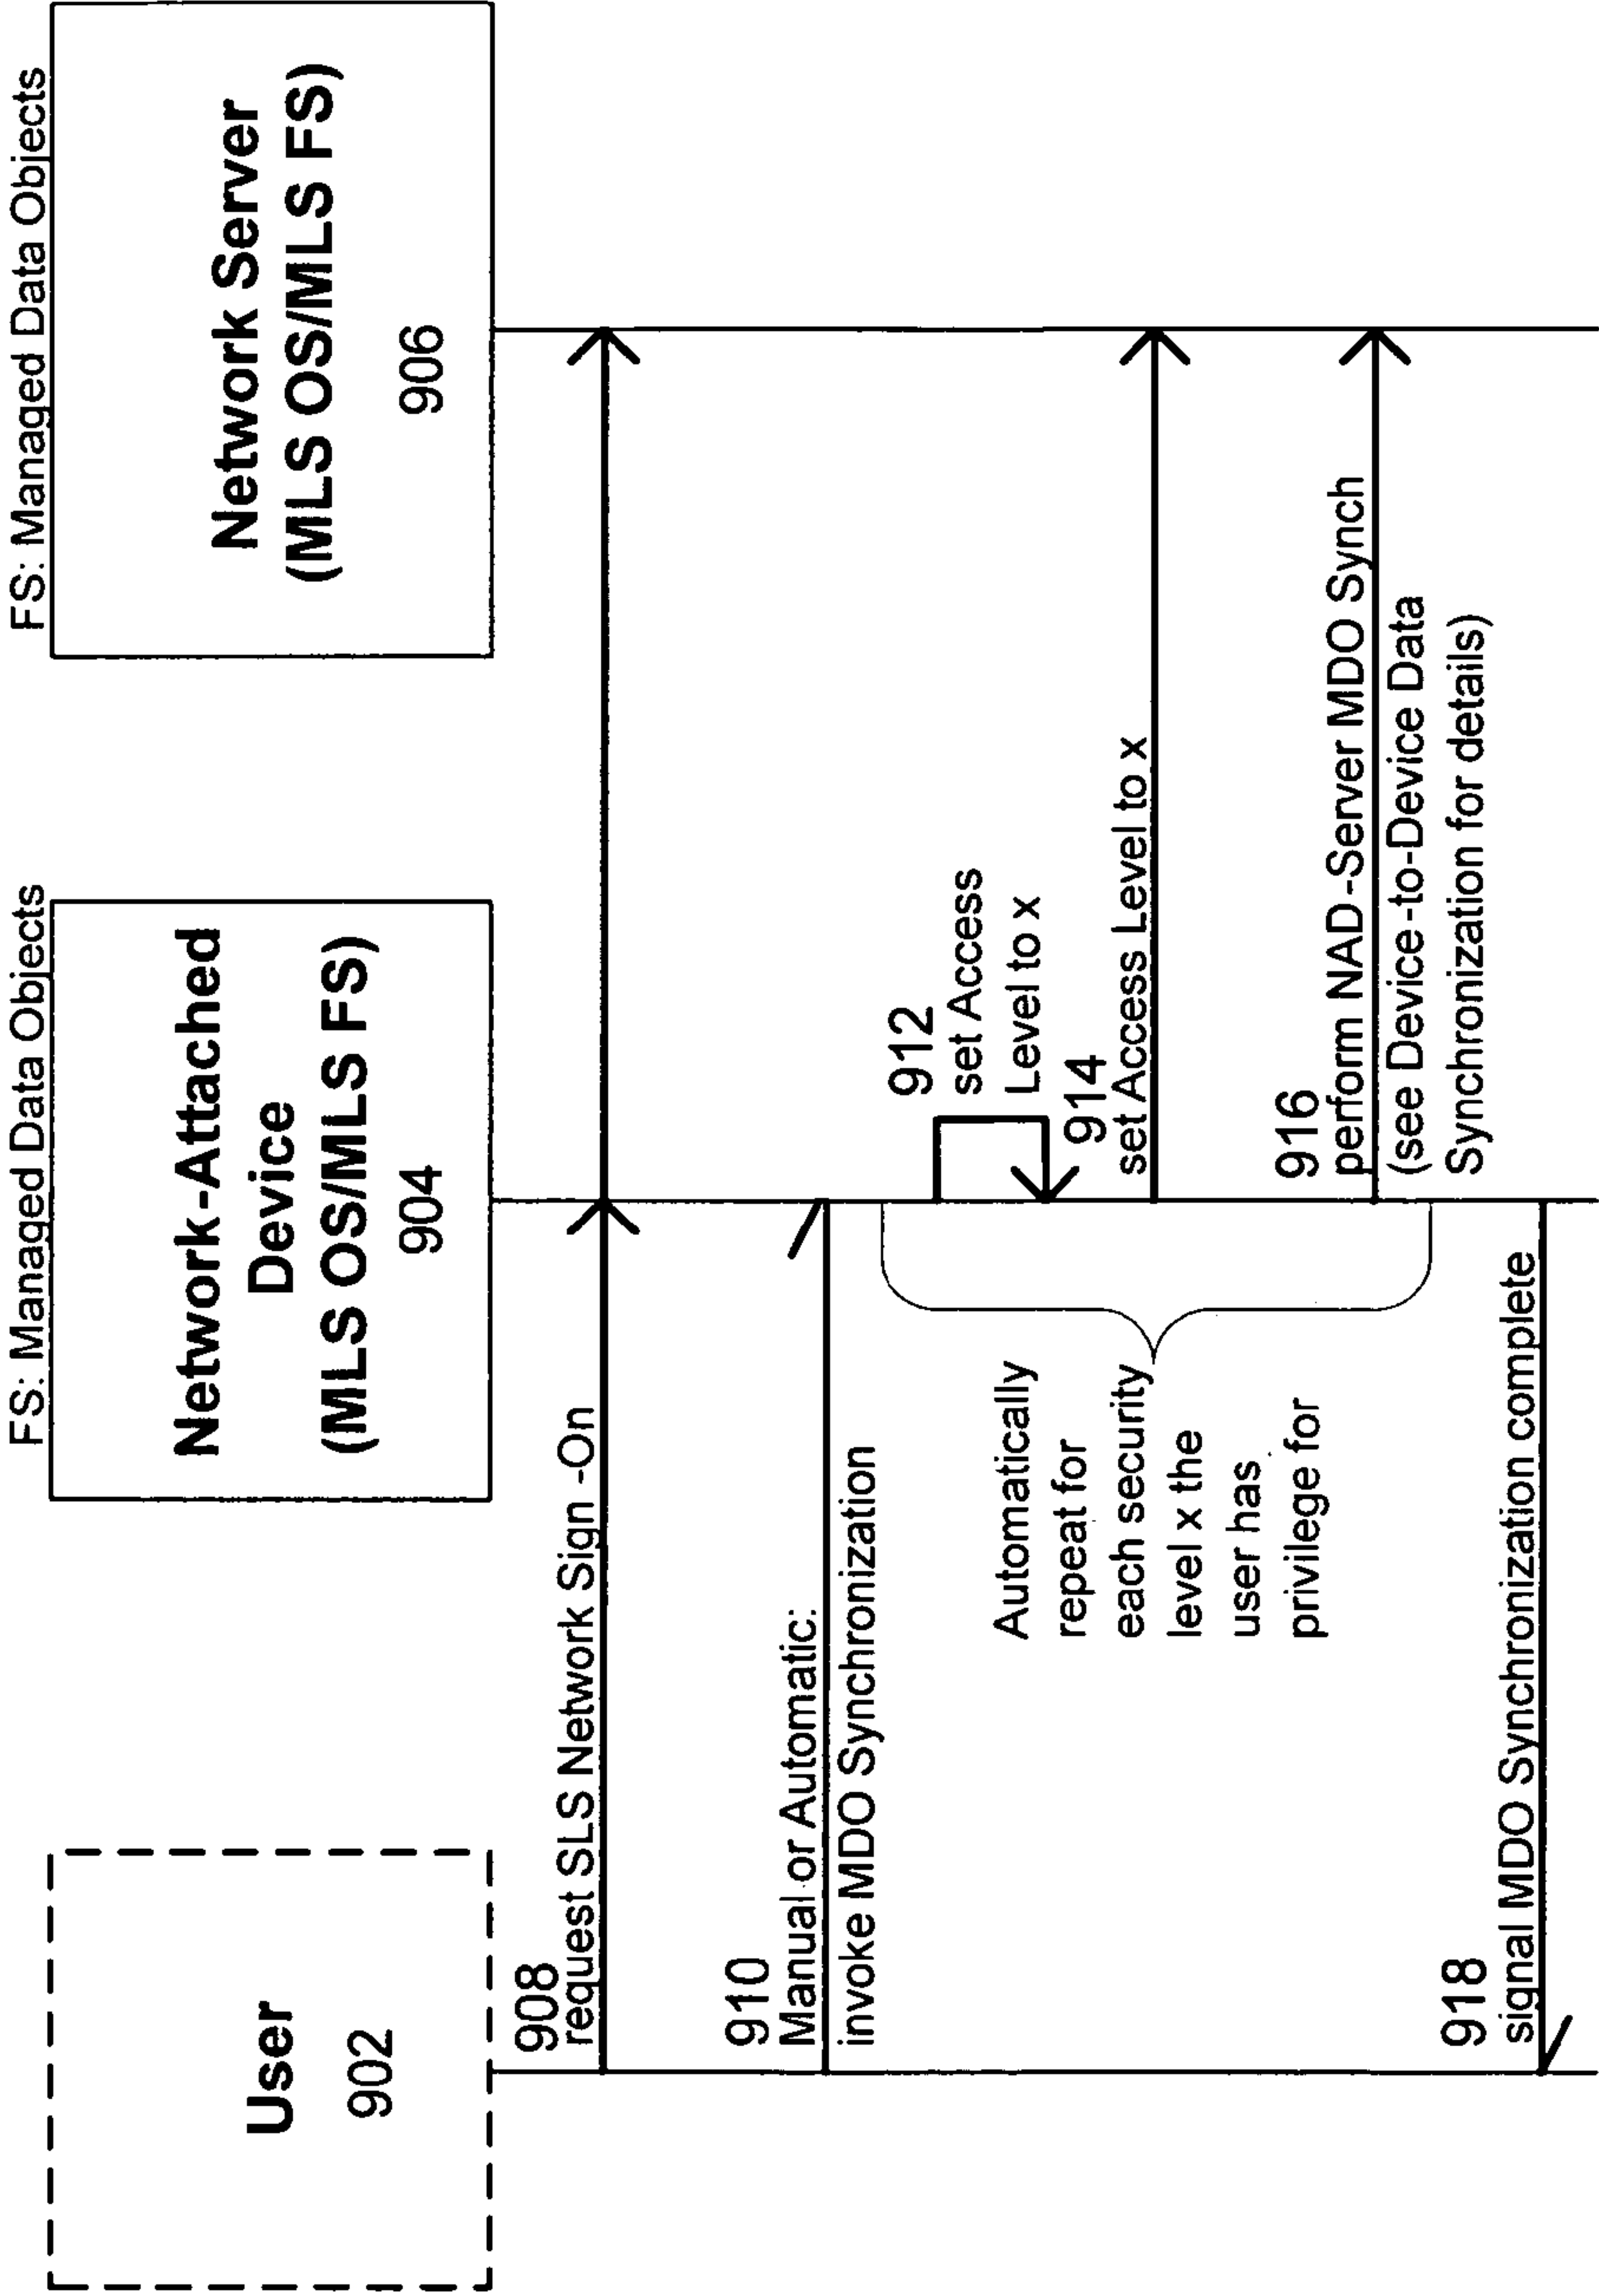 User
902
FS: Managed Data Objects
Network-Attached
Device
(MLS OS/MLS FS)
904
FS: Managed Data Objects
Network Server
(MLS OS/MLS FS)
906
908
request SLS Network Sign -On
910
Manual or Automatic:
invoke MDO Synchronization
912
set Access
Level to x
914
set Access Level to x
Automatically
repeat for
each security
level x the
user has
privilege for
916
perform NAD -Server MDO Synch
(see Device -to-Device Data
Synchronization for details)
918
signal MDO Synchronization complete